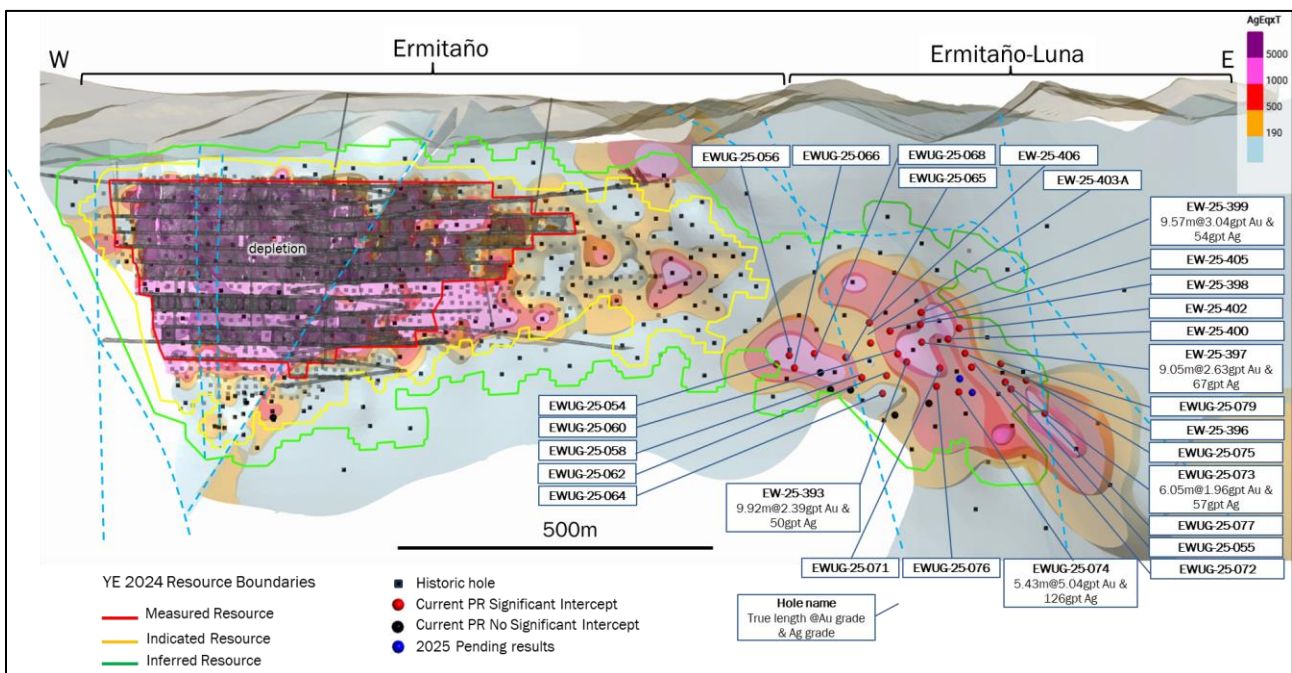 AgEqxT
W
Ermitaño
Ermitaño-Luna
E
5000
1000
500
190
EWUG-25-056
EWUG-25-066
EWUG-25-068
EW-25-406
EWUG-25-065
EW-25-403-A
EW-25-399
9.57m@3.04gpt Au &
54gpt Ag
EW-25-405
EW-25-398
EW-25-402
EW-25-400
EW-25-397
9.05m@2.63gpt Au &
67gpt Ag
EWUG-25-079
EW-25-396
EWUG-25-075
EWUG-25-073
6.05m@1.96gpt Au &
57gpt Ag
EWUG-25-077
EWUG-25-055
EWUG-25-072
depletion
EWUG-25-054
EWUG-25-060
EWUG-25-058
EWUG-25-062
EWUG-25-064
EW-25-393
9.92m@2.39gpt Au &
50gpt Ag
500m
EWUG-25-071
EWUG-25-076
EWUG-25-074
5.43m@5.04gpt Au &
126gpt Ag
Hole name
True length @Au grade
& Ag grade
YE 2024 Resource Boundaries
Measured Resource
Indicated Resource
Inferred Resource
Historic hole
Current PR Significant Intercept
Current PR No Significant Intercept
2025 Pending results